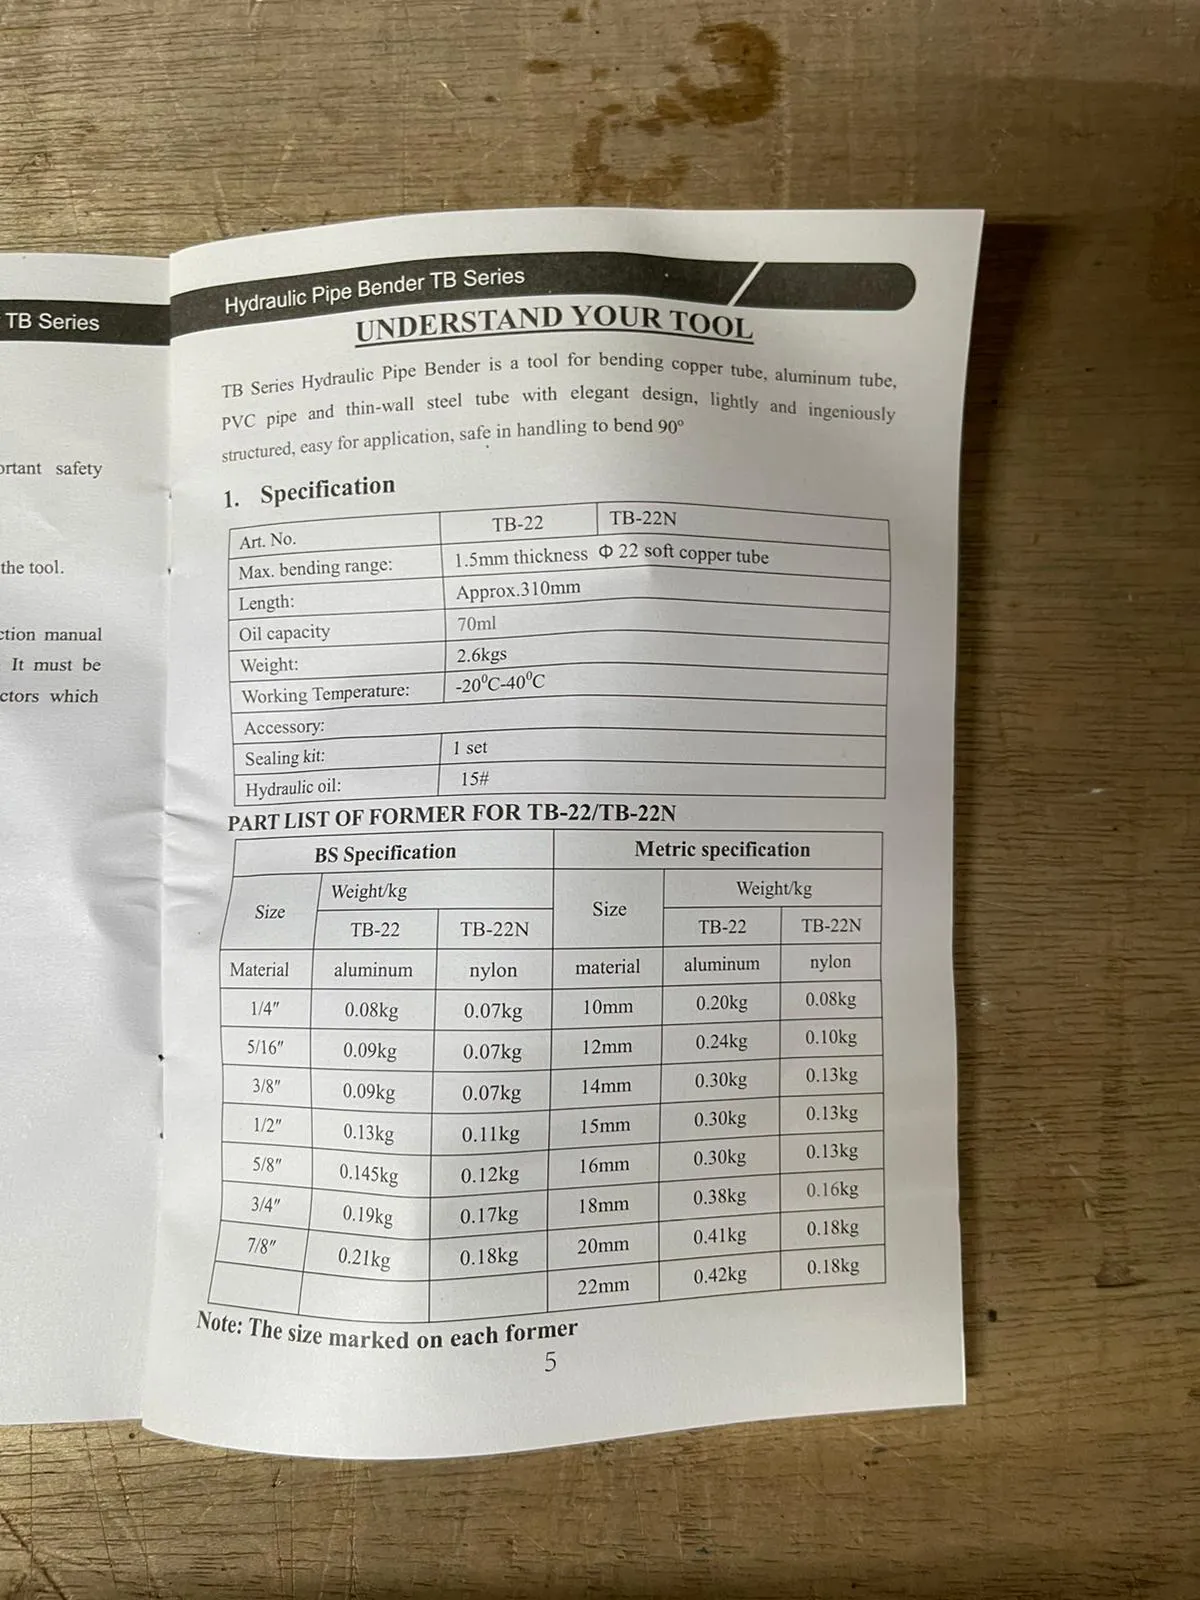 TB Series
ortant safety
the tool.
ction manual
It must be
ctors which
Hydraulic Pipe Bender TB Series
UNDERSTAND YOUR TOOL
TB Series Hydraulic Pipe Bender is a tool for bending copper tube, aluminum tube,
PVC pipe and thin-wall steel tube with elegant design, lightly and ingeniously
structured, easy for application, safe in handling to bend 90°
1. Specification
Art. No. TB-22 TB-22N
Max. bending range: 1.5mm thickness Φ 22 soft copper tube
Length: Approx.310mm
Oil capacity 70ml
Weight: 2.6kgs
Working Temperature: -20⁰C-40⁰C
Accessory:
Sealing kit: 1 set
Hydraulic oil: 15#
PART LIST OF FORMER FOR TB-22/TB-22N
BS Specification Metric specification
Size Weight/kg Size Weight/kg
TB-22 TB-22N TB-22 TB-22N
Material aluminum nylon material aluminum nylon
1/4″ 0.08kg 0.07kg 10mm 0.20kg 0.08kg
5/16″ 0.09kg 0.07kg 12mm 0.24kg 0.10kg
3/8″ 0.09kg 0.07kg 14mm 0.30kg 0.13kg
1/2″ 0.13kg 0.11kg 15mm 0.30kg 0.13kg
5/8″ 0.145kg 0.12kg 16mm 0.30kg 0.13kg
3/4″ 0.19kg 0.17kg 18mm 0.38kg 0.16kg
7/8″ 0.21kg 0.18kg 20mm 0.41kg 0.18kg
22mm 0.42kg 0.18kg
Note: The size marked on each former
5